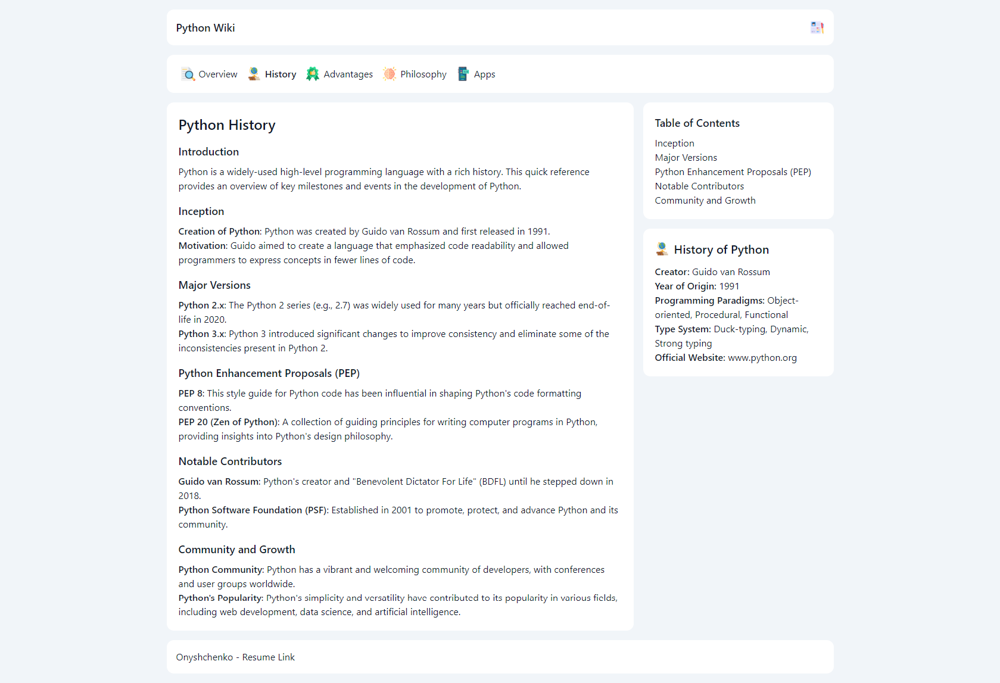 Python Wiki
Overview History Advantages Philosophy Apps
Python History
Introduction
Python is a widely-used high-level programming language with a rich history. This quick reference
provides an overview of key milestones and events in the development of Python.
Inception
Creation of Python: Python was created by Guido van Rossum and first released in 1991.
Motivation: Guido aimed to create a language that emphasized code readability and allowed
programmers to express concepts in fewer lines of code.
Major Versions
Python 2.x: The Python 2 series (e.g., 2.7) was widely used for many years but officially reached end-of-
life in 2020.
Python 3.x: Python 3 introduced significant changes to improve consistency and eliminate some of the
inconsistencies present in Python 2.
Python Enhancement Proposals (PEP)
PEP 8: This style guide for Python code has been influential in shaping Python's code formatting
conventions.
PEP 20 (Zen of Python): A collection of guiding principles for writing computer programs in Python,
providing insights into Python's design philosophy.
Notable Contributors
Guido van Rossum: Python's creator and "Benevolent Dictator For Life" (BDFL) until he stepped down in
2018.
Python Software Foundation (PSF): Established in 2001 to promote, protect, and advance Python and its
community.
Community and Growth
Python Community: Python has a vibrant and welcoming community of developers, with conferences
and user groups worldwide.
Python's Popularity: Python's simplicity and versatility have contributed to its popularity in various fields,
including web development, data science, and artificial intelligence.
Table of Contents
Inception
Major Versions
Python Enhancement Proposals (PEP)
Notable Contributors
Community and Growth
History of Python
Creator: Guido van Rossum
Year of Origin: 1991
Programming Paradigms: Object-
oriented, Procedural, Functional
Type System: Duck-typing, Dynamic,
Strong typing
Official Website: www.python.org
Onyshchenko - Resume Link